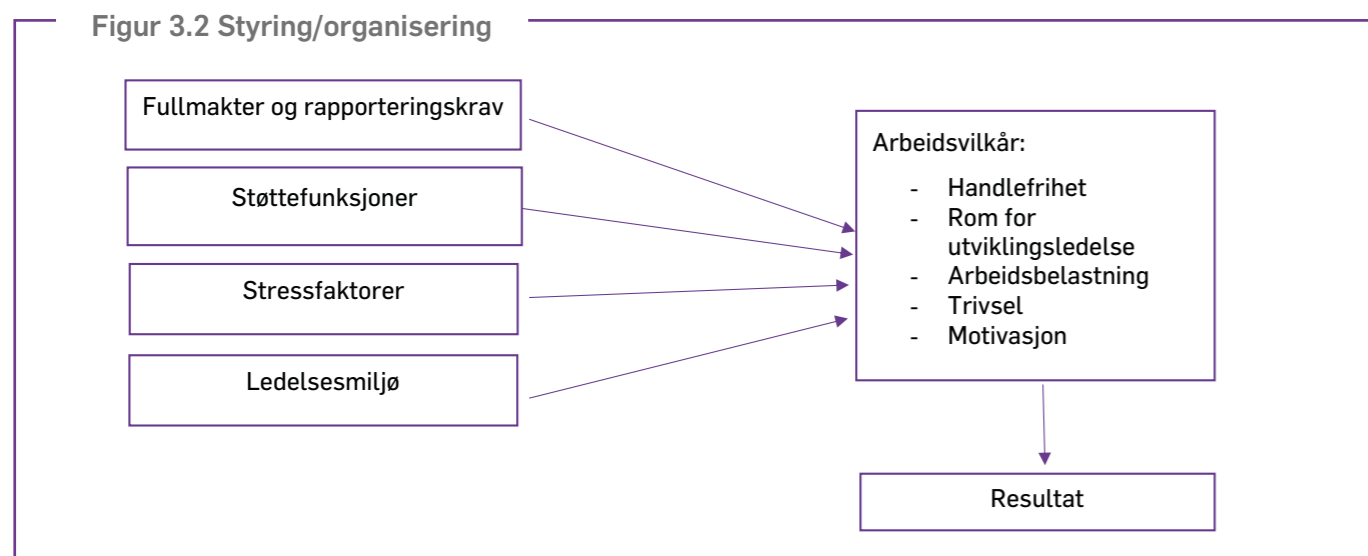 Figur 3.2 Styring/organisering
Fullmakter og rapporteringskrav
Støttefunksjoner
Stressfaktorer
Ledelsesmiljø
Arbeidsvilkår:
- Handlefrihet
- Rom for
utviklingsledelse
- Arbeidsbelastning
- Trivsel
- Motivasjon
Resultat